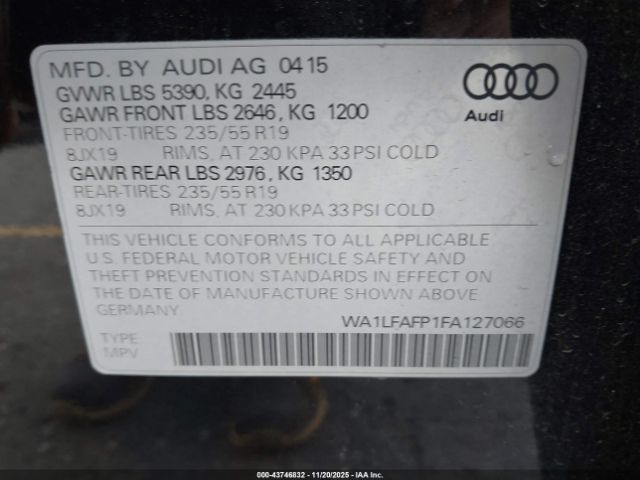 MFD. BY AUDI AG 0415
GVWR LBS 5390, KG 2445
GAWR FRONT LBS 2646, KG 1200
FRONT-TIRES 235/55 R19
8JX19 RIMS, AT 230 KPA 33 PSI COLD
GAWR REAR LBS 2976, KG 1350
REAR-TIRES 235/55 R19
8JX19 RIMS, AT 230 KPA 33 PSI COLD
Audi
THIS VEHICLE CONFORMS TO ALL APPLICABLE
U.S. FEDERAL MOTOR VEHICLE SAFETY AND
THEFT PREVENTION STANDARDS IN EFFECT ON
THE DATE OF MANUFACTURE SHOWN ABOVE
GERMANY
WA1LFAFP1FA127066
TYPE
MPV
000-43746832 - 11/20/2025 - IAA Inc.